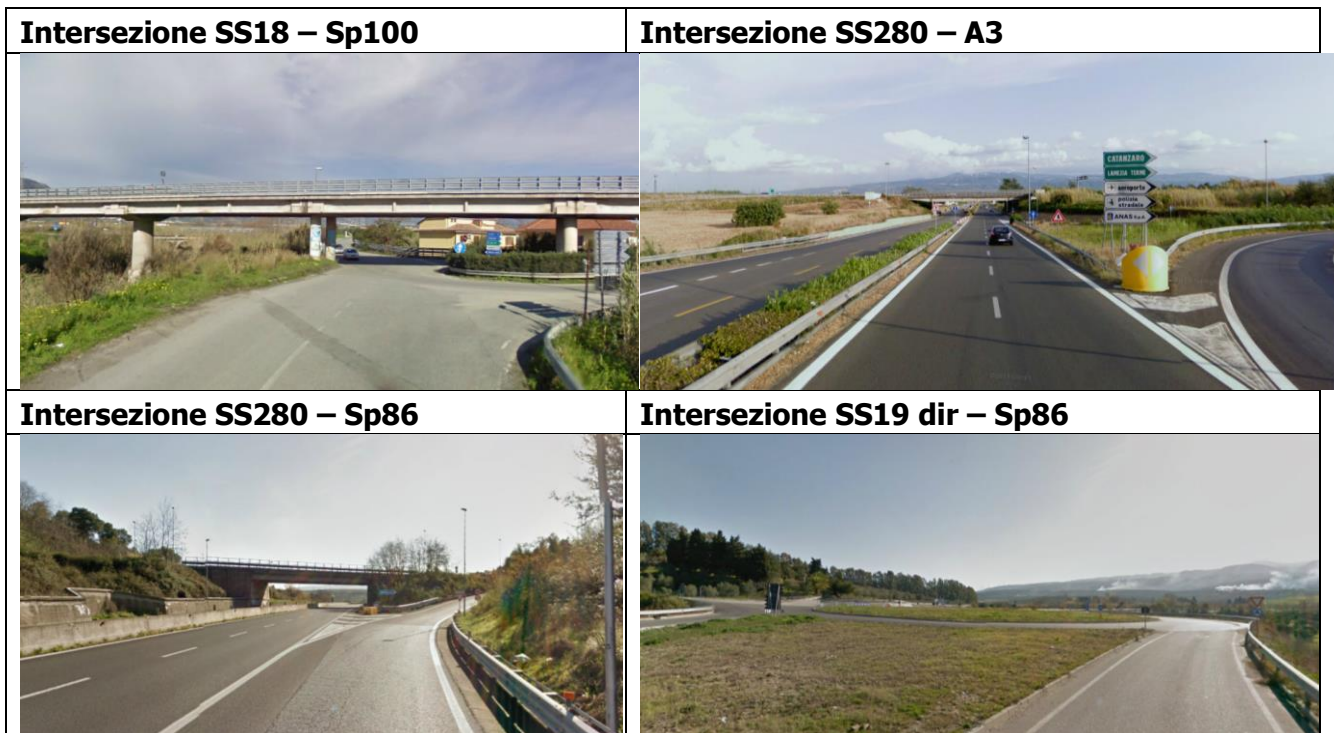 Intersezione SS18 – Sp100
Intersezione SS280 – A3
CATANZARO
LAMEZIA TERME
aeroporto
polizia
stradale
ANAS S.p.A.
Intersezione SS280 – Sp86
Intersezione SS19 dir – Sp86